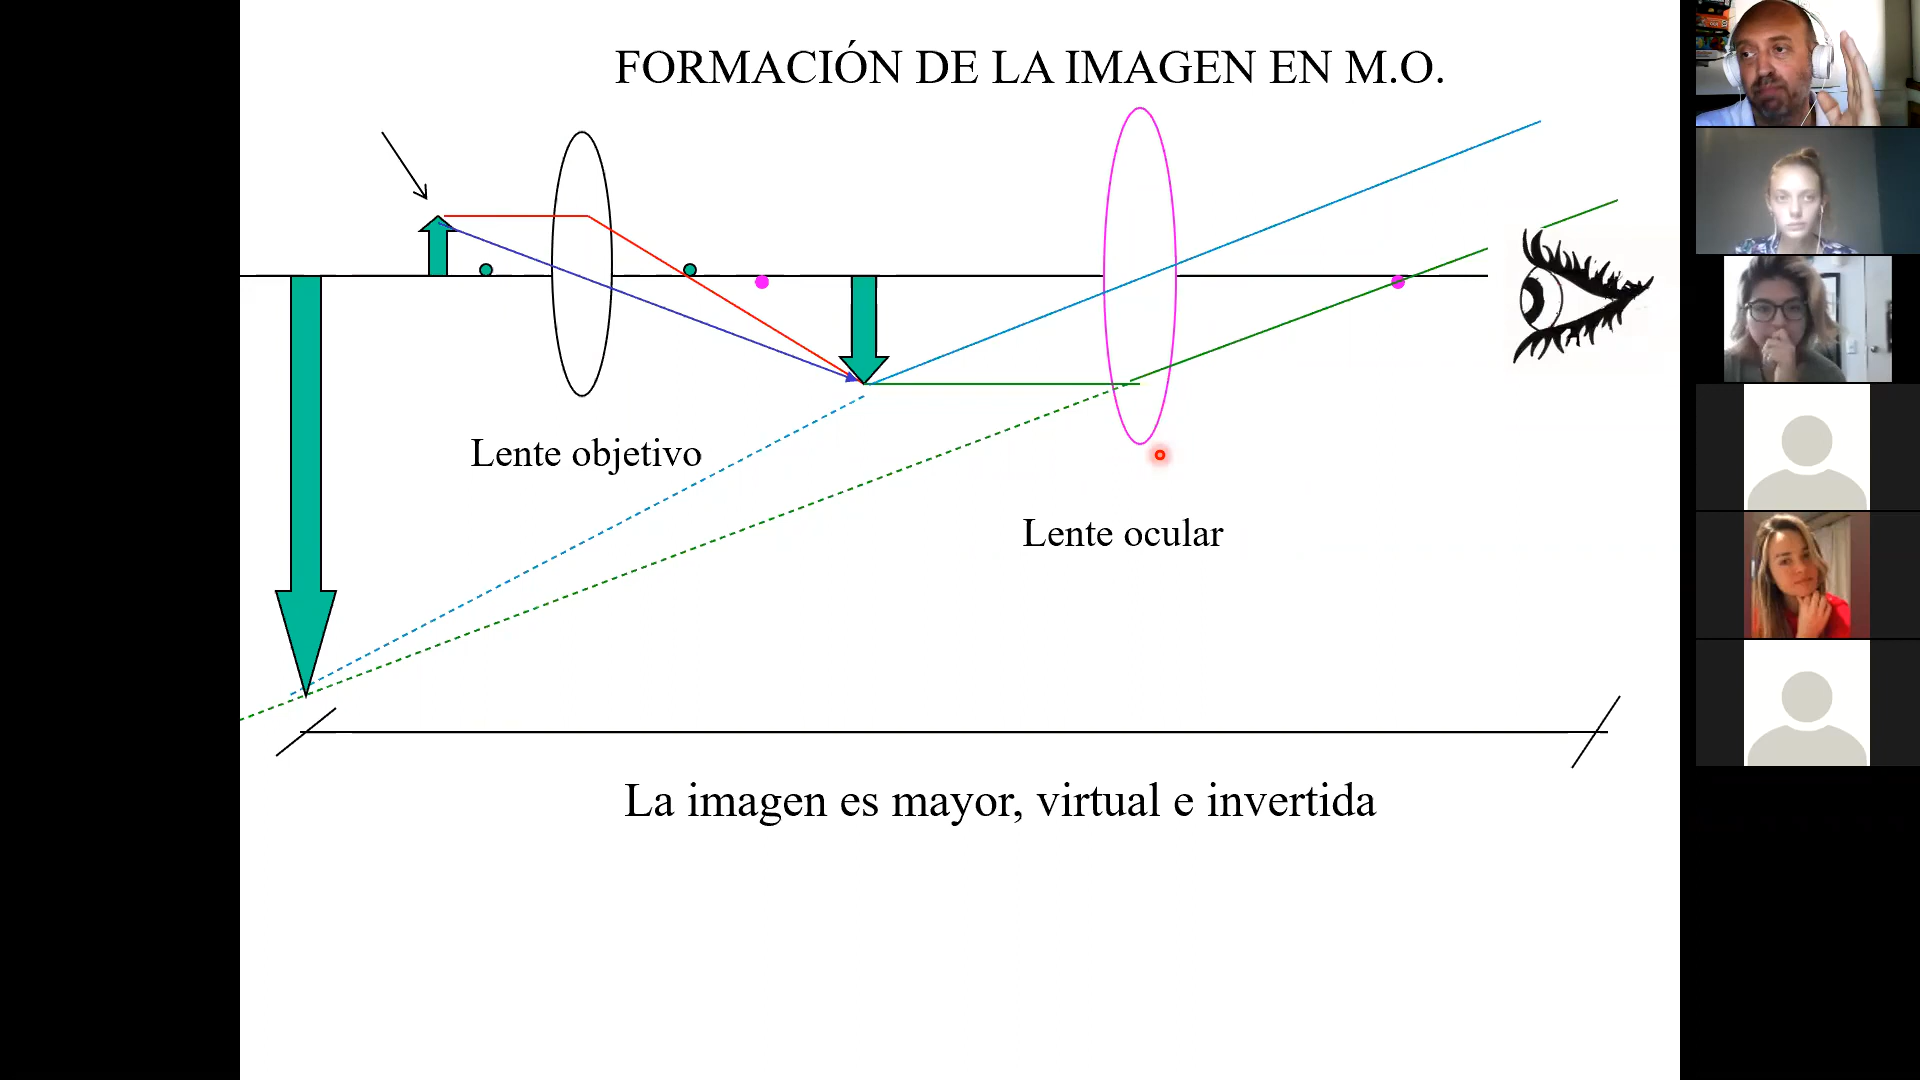 FORMACIÓN DE LA IMAGEN EN M.O.
Lente objetivo
Lente ocular
La imagen es mayor, virtual e invertida